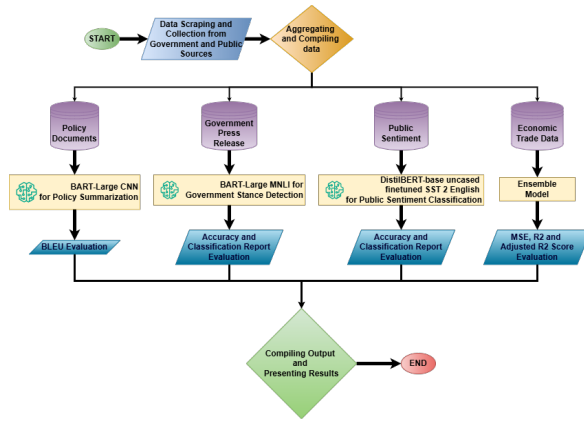 START
Data Scraping and
Collection from
Government and Public
Sources
Aggregating
and Compiling
data
Policy
Documents
Government
Press
Release
Public
Sentiment
Economic
Trade Data
BART-Large CNN
for Policy Summarization
BART-Large MNLI for
Government Stance Detection
DistilBERT-base uncased
finetuned SST 2 English
for Public Sentiment Classification
Ensemble
Model
BLEU Evaluation
Accuracy and
Classification Report
Evaluation
Accuracy and
Classification Report
Evaluation
MSE, R2 and
Adjusted R2 Score
Evaluation
Compiling Output
and
Presenting Results
END